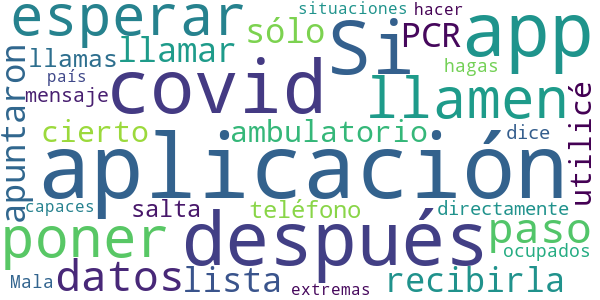 situaciones hacer
esperar sólo Si PCR app
llamas llamar hagas
país covid llamen
mensaje
apuntaron cierto ambulatorio dice utilicé
aplicación
capaces salta teléfono directamente
poner después paso
ocupados
Mala datos lista extremas recibirla